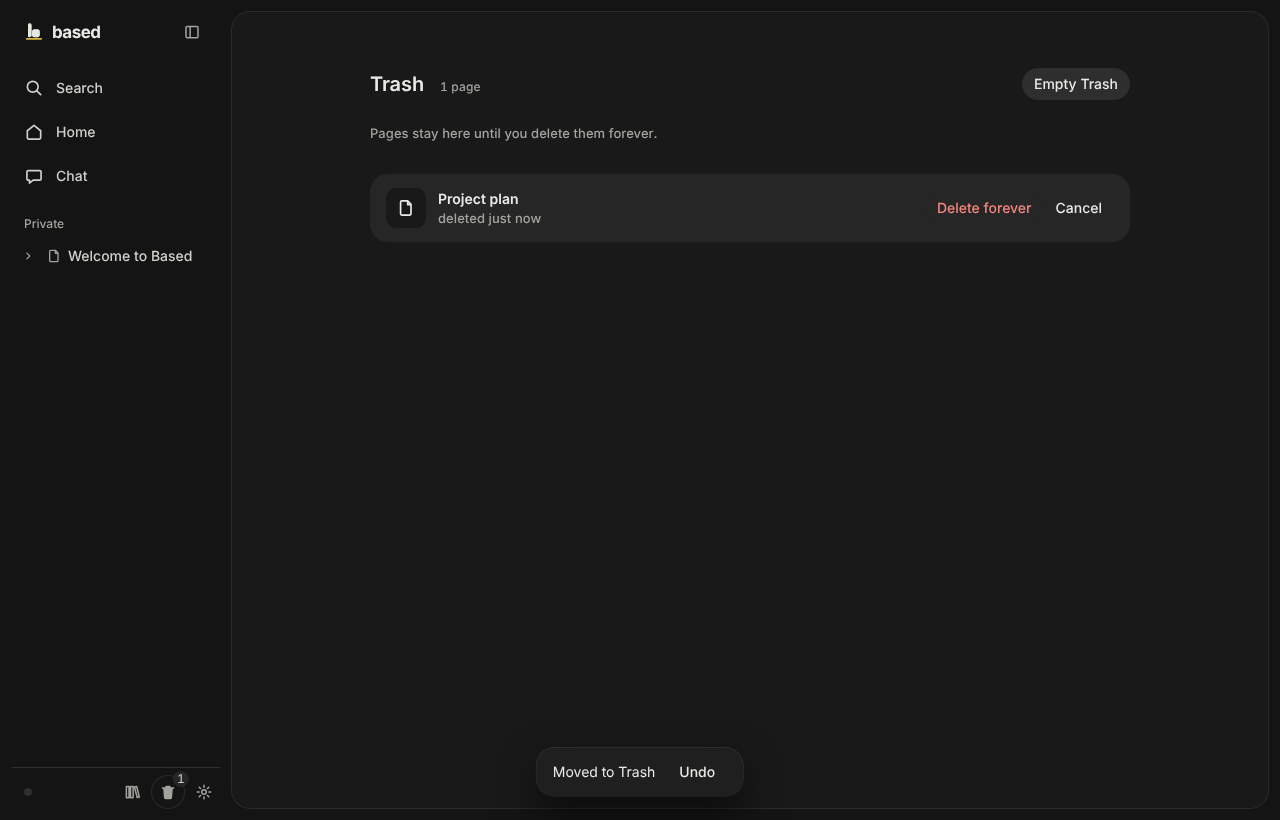 based
Search
Home
Chat
Private
Welcome to Based
1
Trash
1 page
Empty Trash
Pages stay here until you delete them forever.
Project plan
deleted just now
Delete forever
Cancel
Moved to Trash
Undo